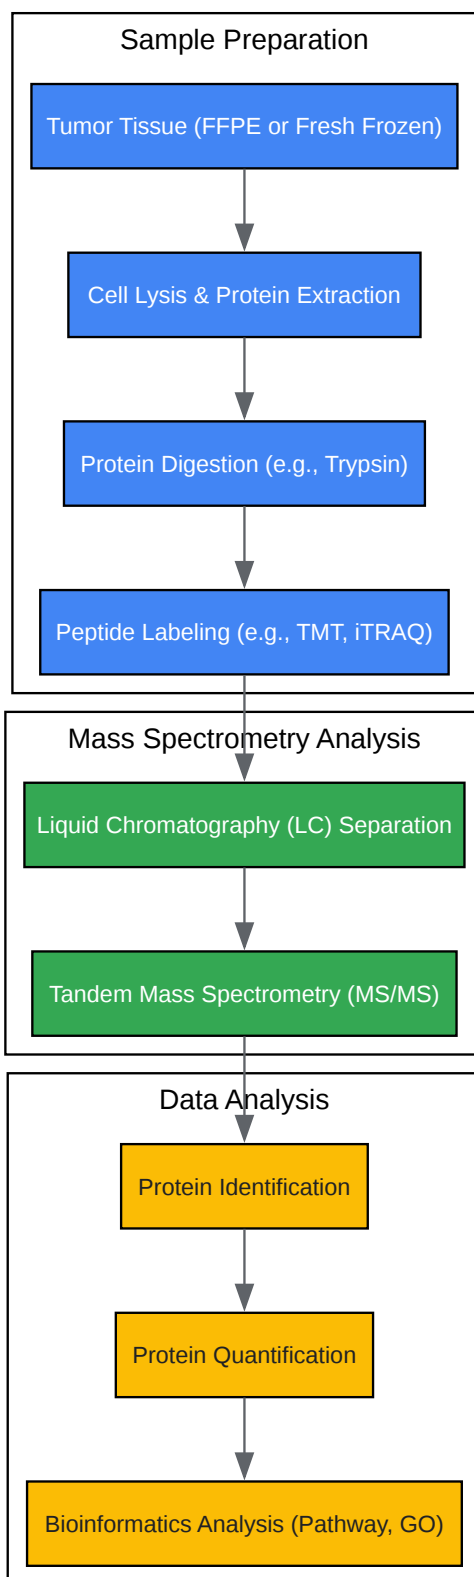 Sample Preparation
Tumor Tissue (FFPE or Fresh Frozen)
Cell Lysis & Protein Extraction
Protein Digestion (e.g., Trypsin)
Peptide Labeling (e.g., TMT, iTRAQ)
Mass Spectrometry Analysis
Liquid Chromatography (LC) Separation
Tandem Mass Spectrometry (MS/MS)
Data Analysis
Protein Identification
Protein Quantification
Bioinformatics Analysis (Pathway, GO)